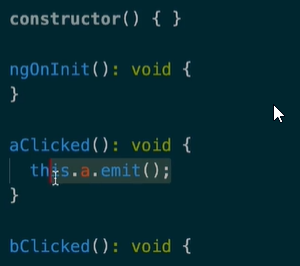 constructor() { }
ngOnInit(): void {
}
aClicked(): void {
this.a.emit();
}
bClicked(): void {